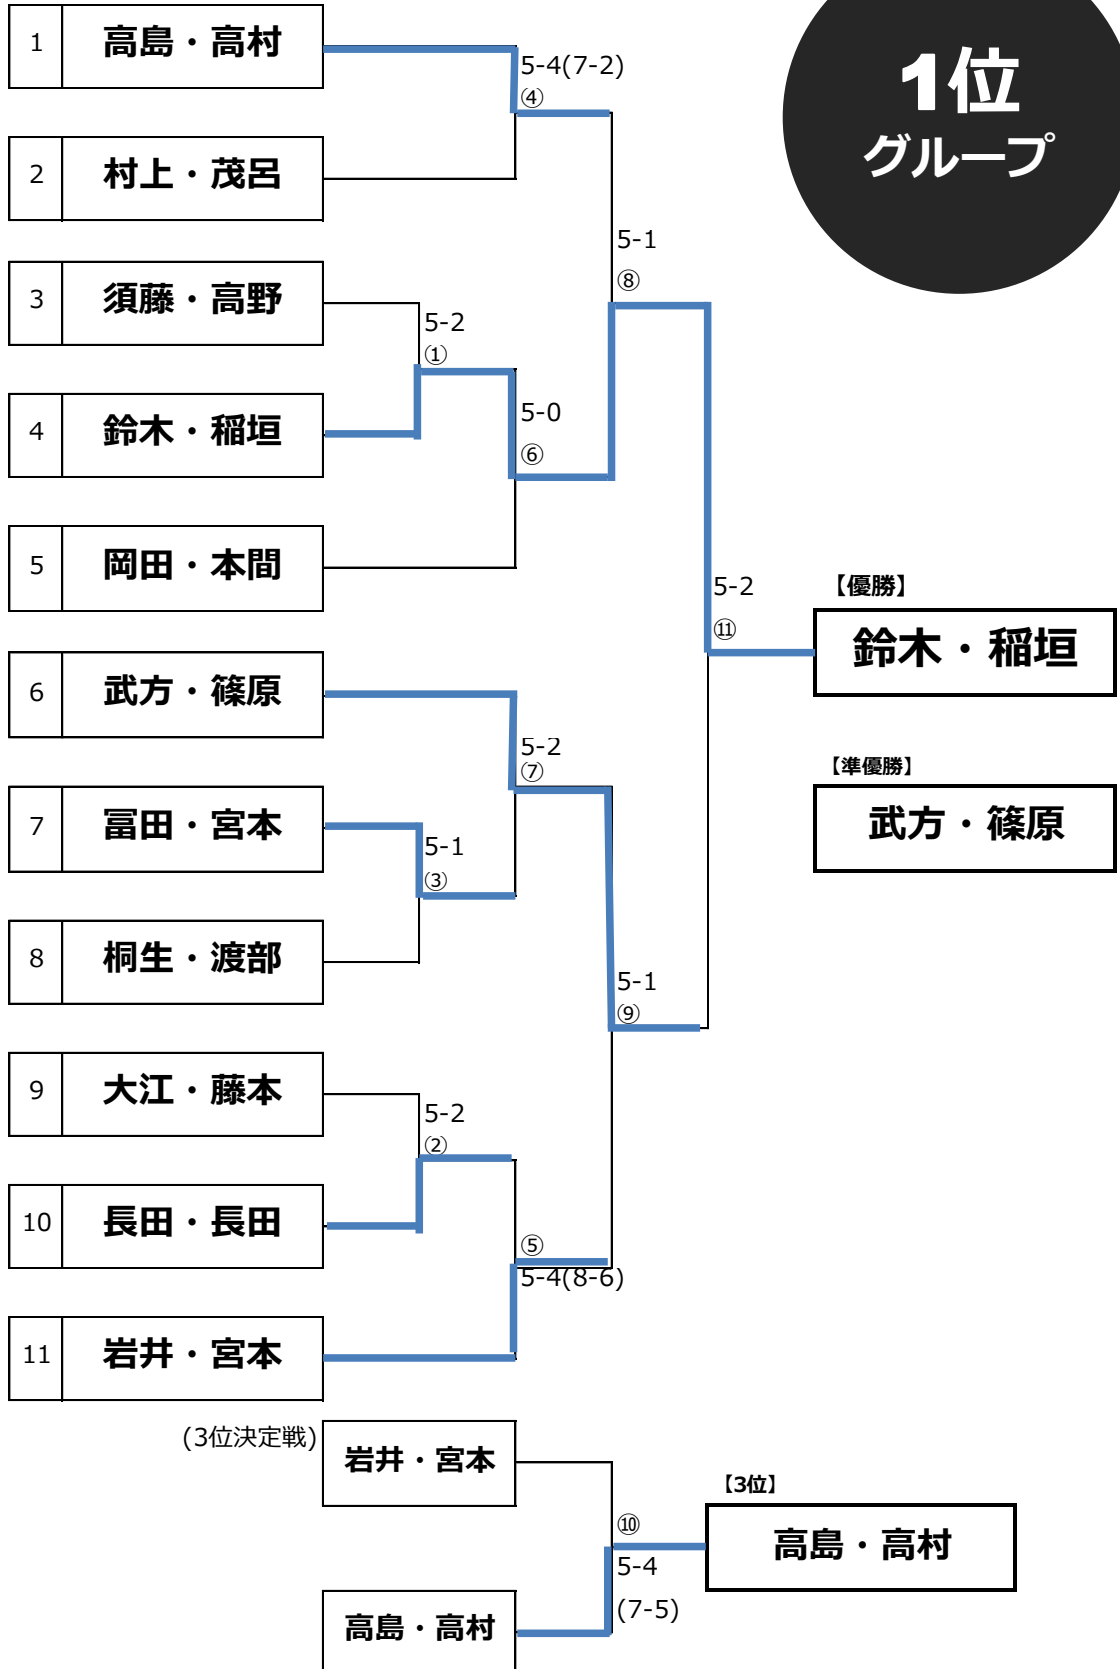 1位
グループ
1 高島・高村
5-4(7-2)
④
2 村上・茂呂
5-1
⑧
3 須藤・高野
5-2
①
4 鈴木・稲垣
5-0
⑥
5 岡田・本間
5-2
⑪
【優勝】
鈴木・稲垣
6 武方・篠原
5-2
⑦
【準優勝】
武方・篠原
7 冨田・宮本
5-1
③
8 桐生・渡部
5-1
⑨
9 大江・藤本
5-2
②
10 長田・長田
⑤
5-4(8-6)
11 岩井・宮本
(3位決定戦)
岩井・宮本
【3位】
⑩
高島・高村
5-4
(7-5)
高島・高村